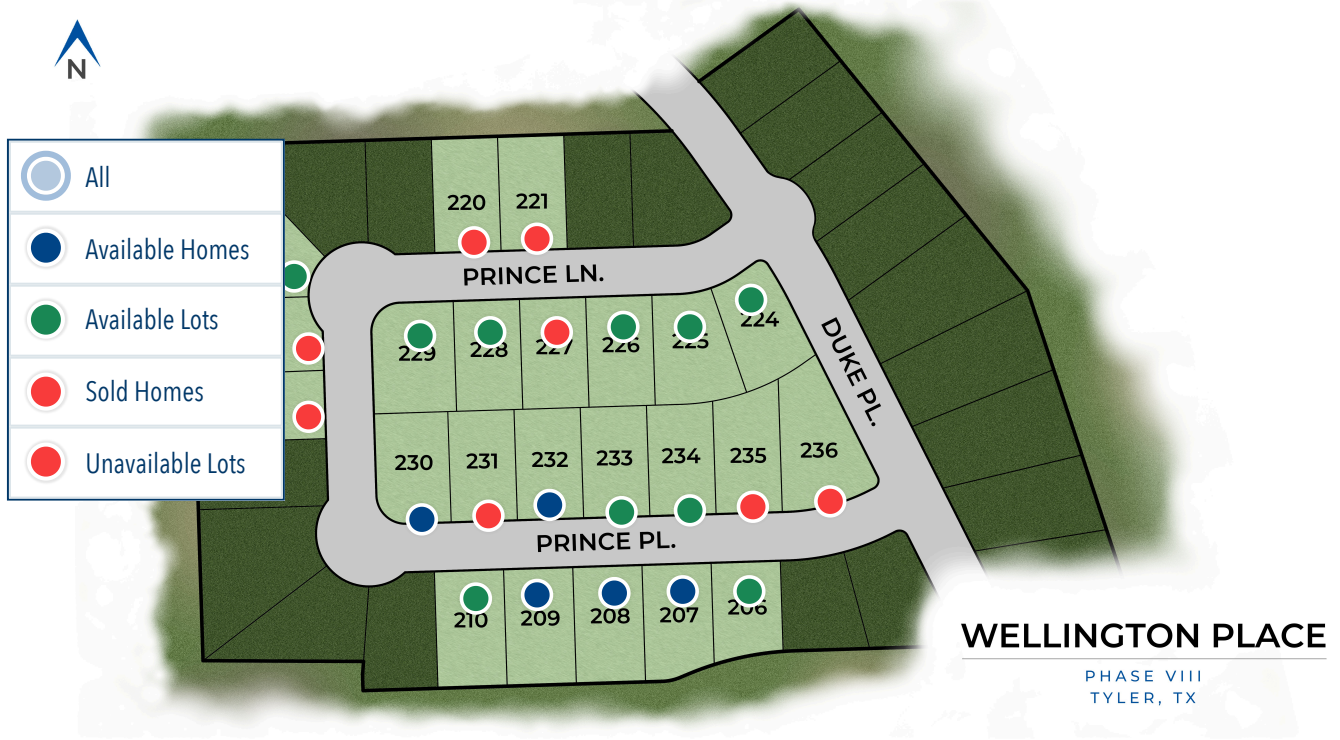 N
All
Available Homes
Available Lots
Sold Homes
Unavailable Lots
220 221
PRINCE LN.
229 228 227 226 225 224
DUKE PL.
230 231 232 233 234 235 236
PRINCE PL.
210 209 208 207 206
WELLINGTON PLACE
PHASE VIII
TYLER, TX